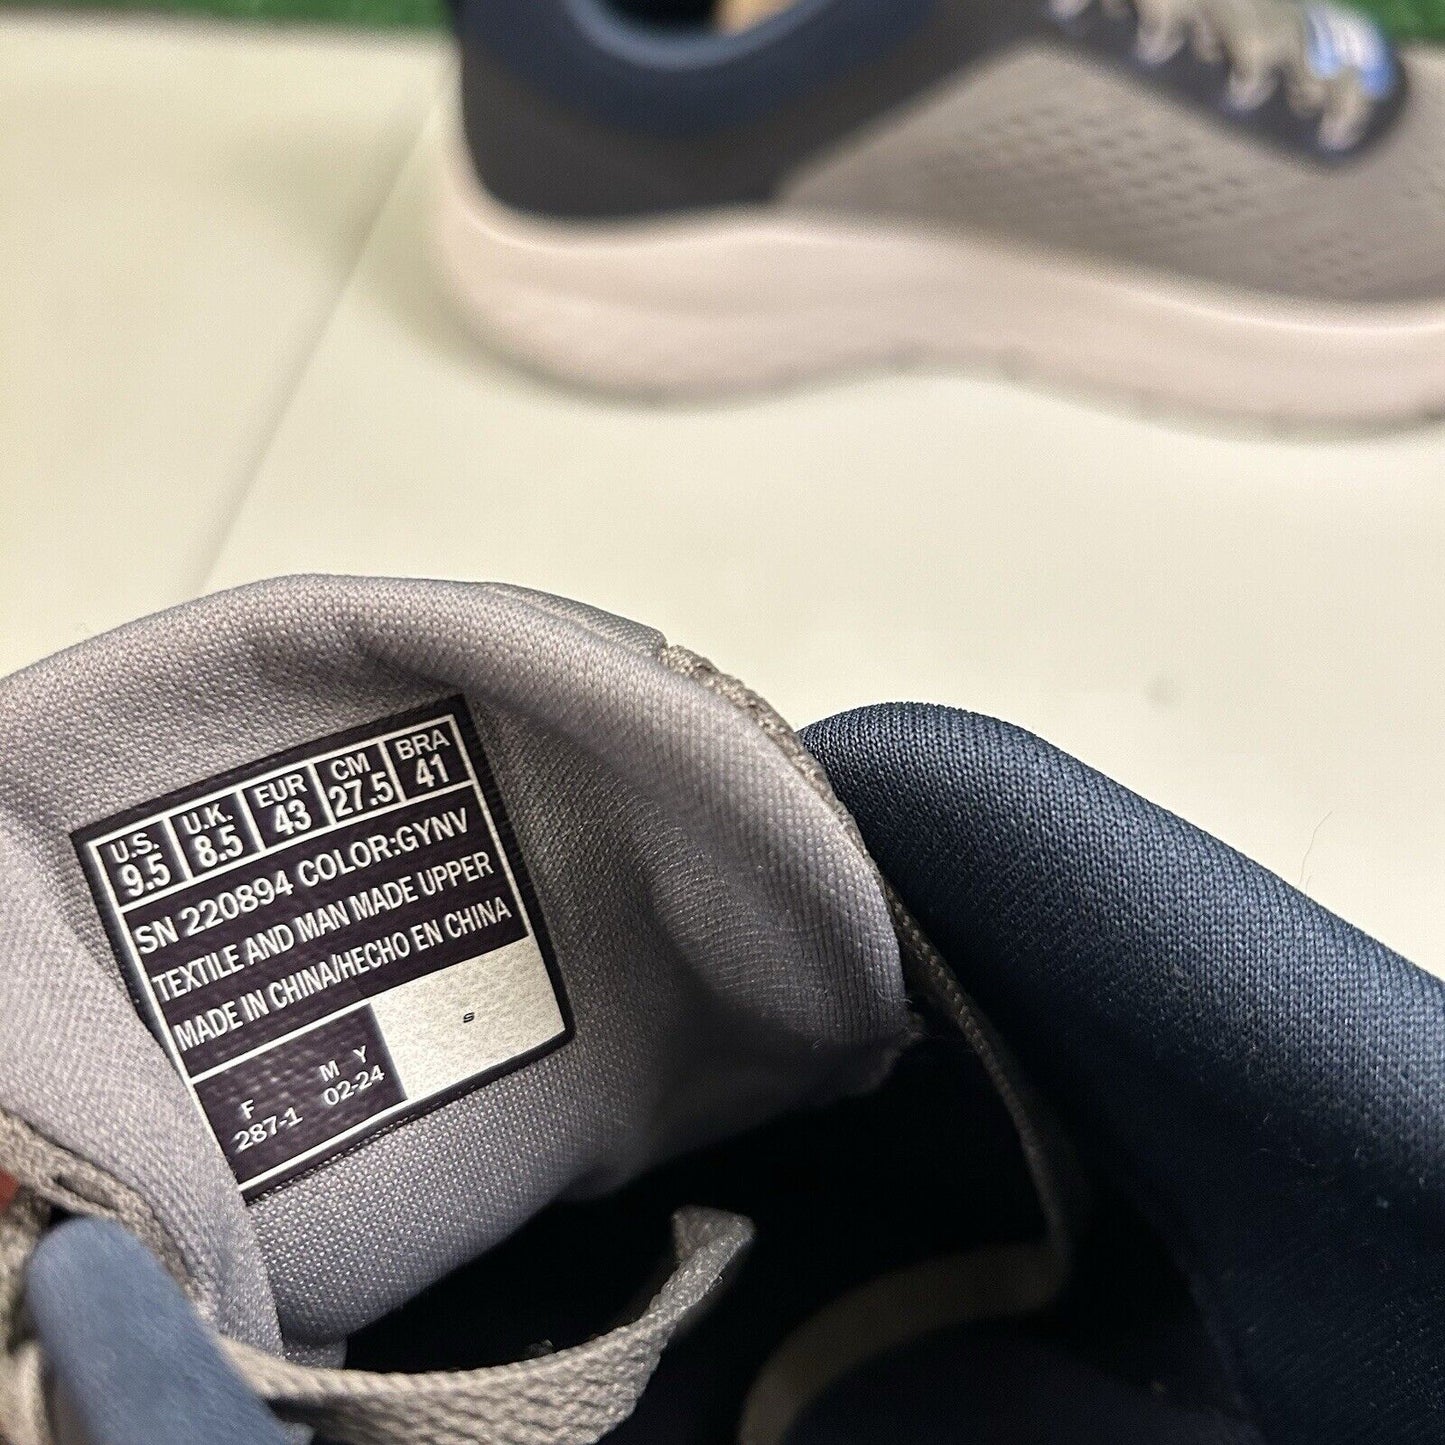 U.S. U.K. EUR CM BRA
9.5 8.5 43 27.5 41
SN 220894 COLOR:GYNV
TEXTILE AND MAN MADE UPPER
MADE IN CHINA/HECHO EN CHINA
F M Y
287-1 02-24
S